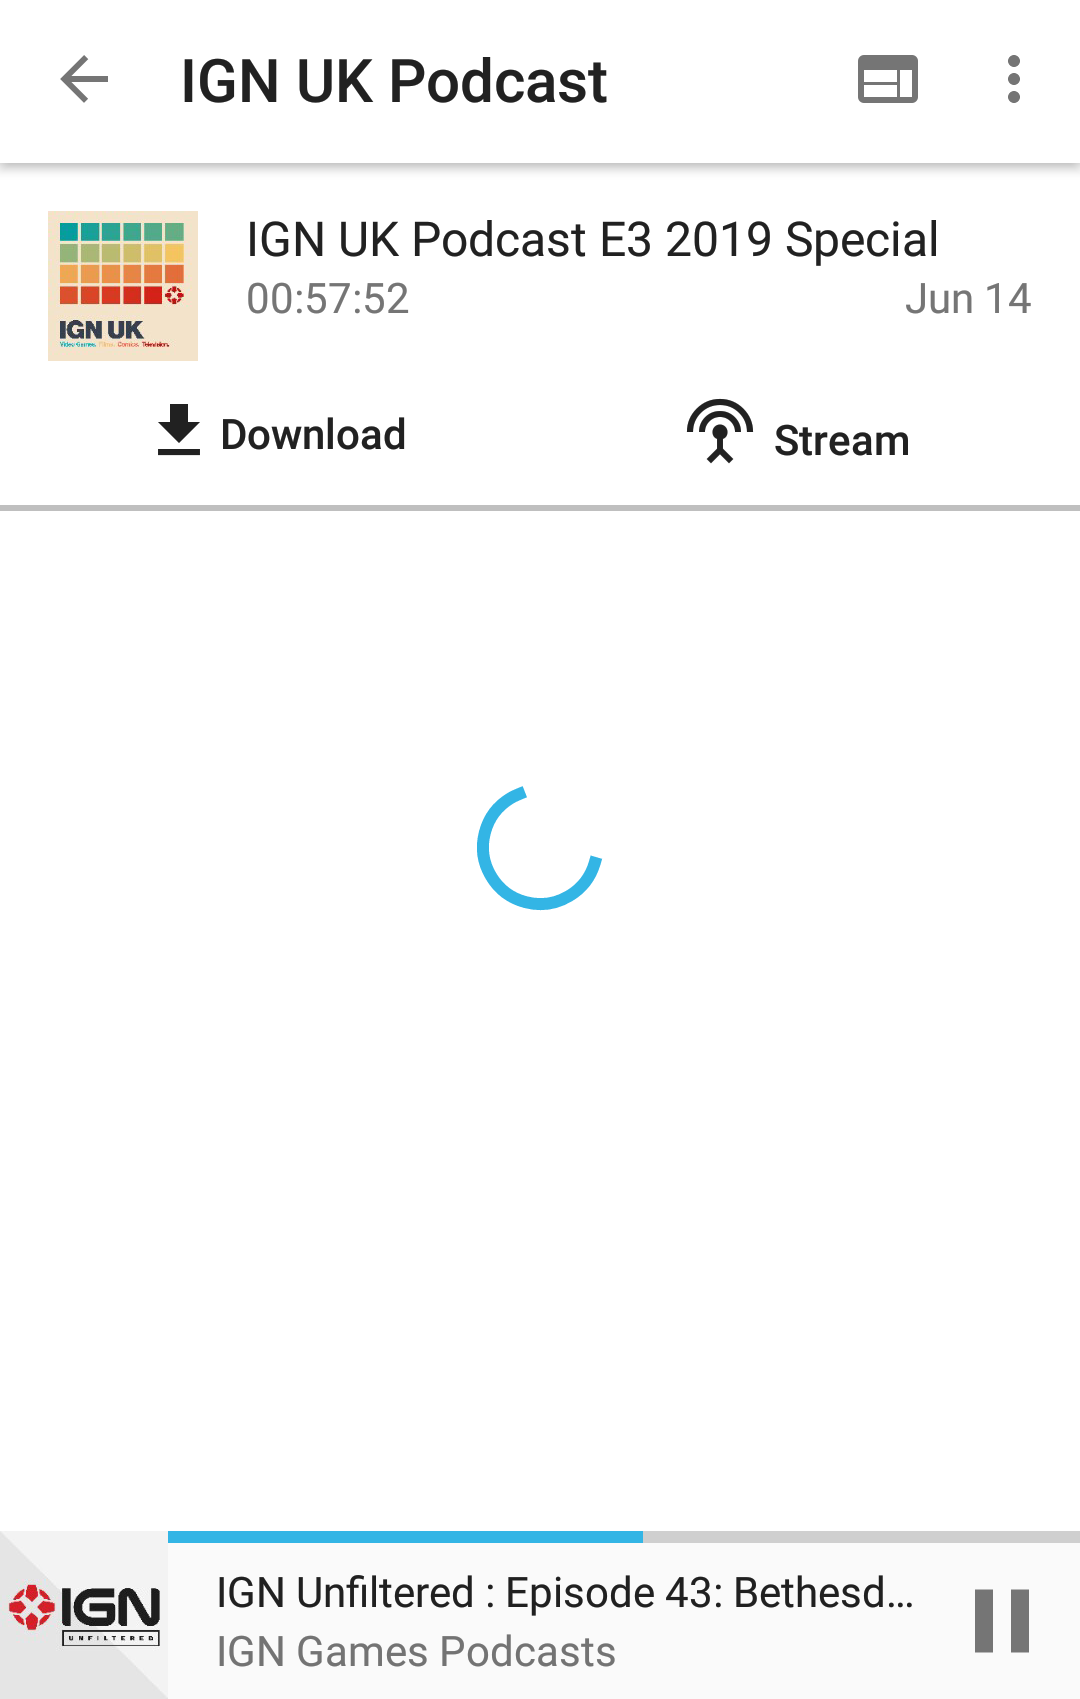 IGN UK Podcast
IGN UK Podcast E3 2019 Special
00:57:52
Jun 14
IGN UK
Video Games. Films. Comics. Television.
Download
Stream
IGN Unfiltered : Episode 43: Bethesd...
IGN
UNFILTERED
IGN Games Podcasts